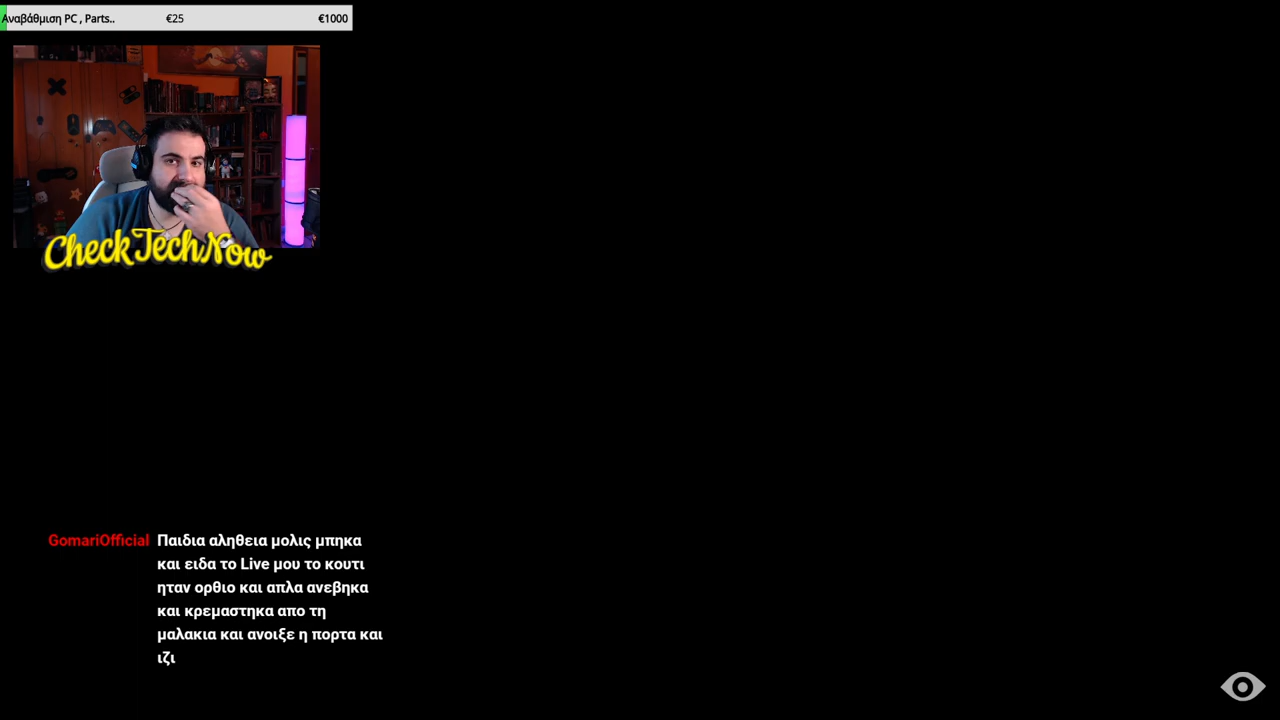 Αναβάθμιση PC , Parts.. €25 €1000
CheckTechNow
GomariOfficial Παιδια αληθεια μολις μπηκα
και ειδα το Live μου το κουτι
ηταν ορθιο και απλα ανεβηκα
και κρεμαστηκα απο τη
μαλακια και ανοιξε η πορτα και
ιζι